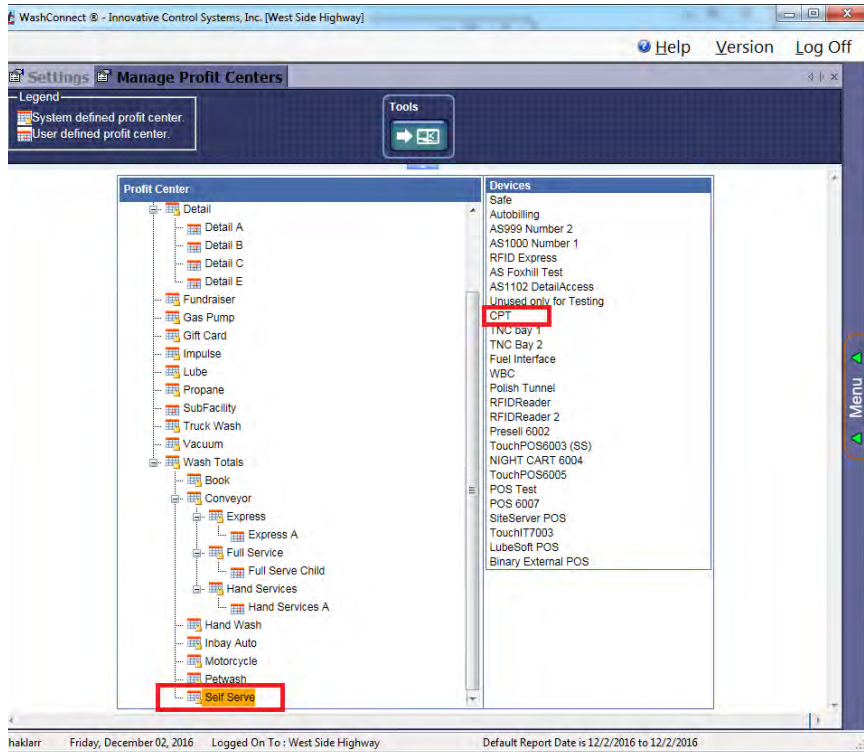 WashConnect ® - Innovative Control Systems, Inc. [West Side Highway]
Help Version Log Off
Settings Manage Profit Centers
Legend
System defined profit center.
User defined profit center.
Tools
Profit Center
Detail
Detail A
Detail B
Detail C
Detail E
Fundraiser
Gas Pump
Gift Card
Impulse
Lube
Propane
SubFacility
Truck Wash
Vacuum
Wash Totals
Book
Conveyor
Express
Express A
Full Service
Full Serve Child
Hand Services
Hand Services A
Hand Wash
Inbay Auto
Motorcycle
Petwash
Self Serve
Devices
Safe
Autobilling
AS999 Number 2
AS1000 Number 1
RFID Express
AS Foxhill Test
AS1102 DetailAccess
Unused only for Testing
CPT
TNC bay 1
TNC Bay 2
Fuel Interface
WBC
Polish Tunnel
RFIDReader
RFIDReader 2
Presell 6002
TouchPOS6003 (SS)
NIGHT CART 6004
TouchPOS6005
POS Test
POS 6007
SiteServer POS
TouchIT7003
LubeSoft POS
Binary External POS
Menu
haklarr Friday, December 02, 2016 Logged On To : West Side Highway Default Report Date is 12/2/2016 to 12/2/2016